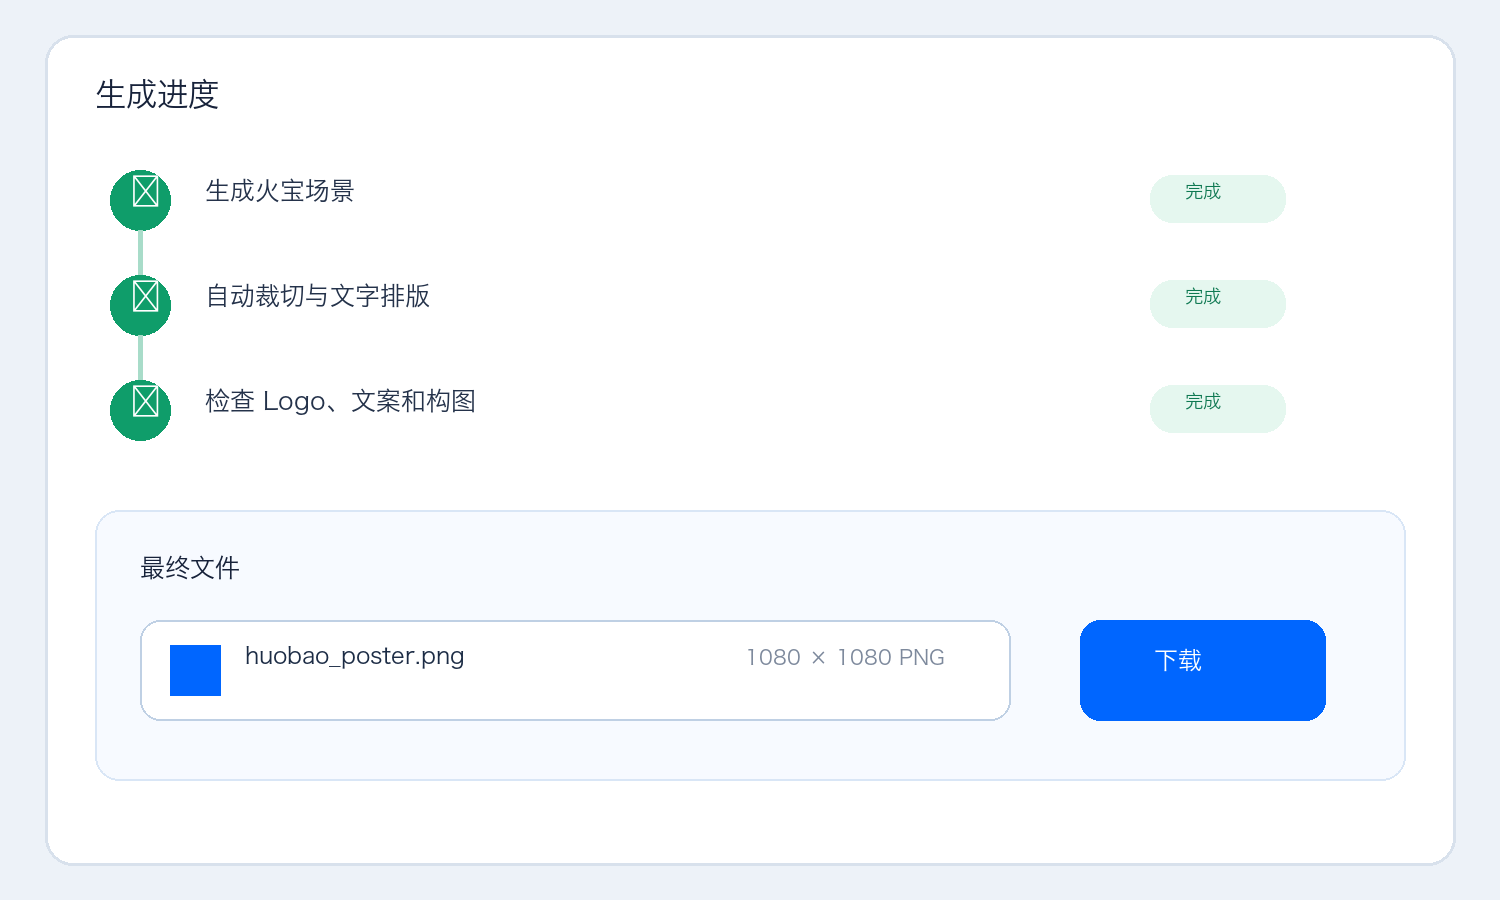 生成进度
生成火宝场景
完成
自动裁切与文字排版
完成
检查 Logo、文案和构图
完成
最终文件
huobao_poster.png
1080 × 1080 PNG
下载